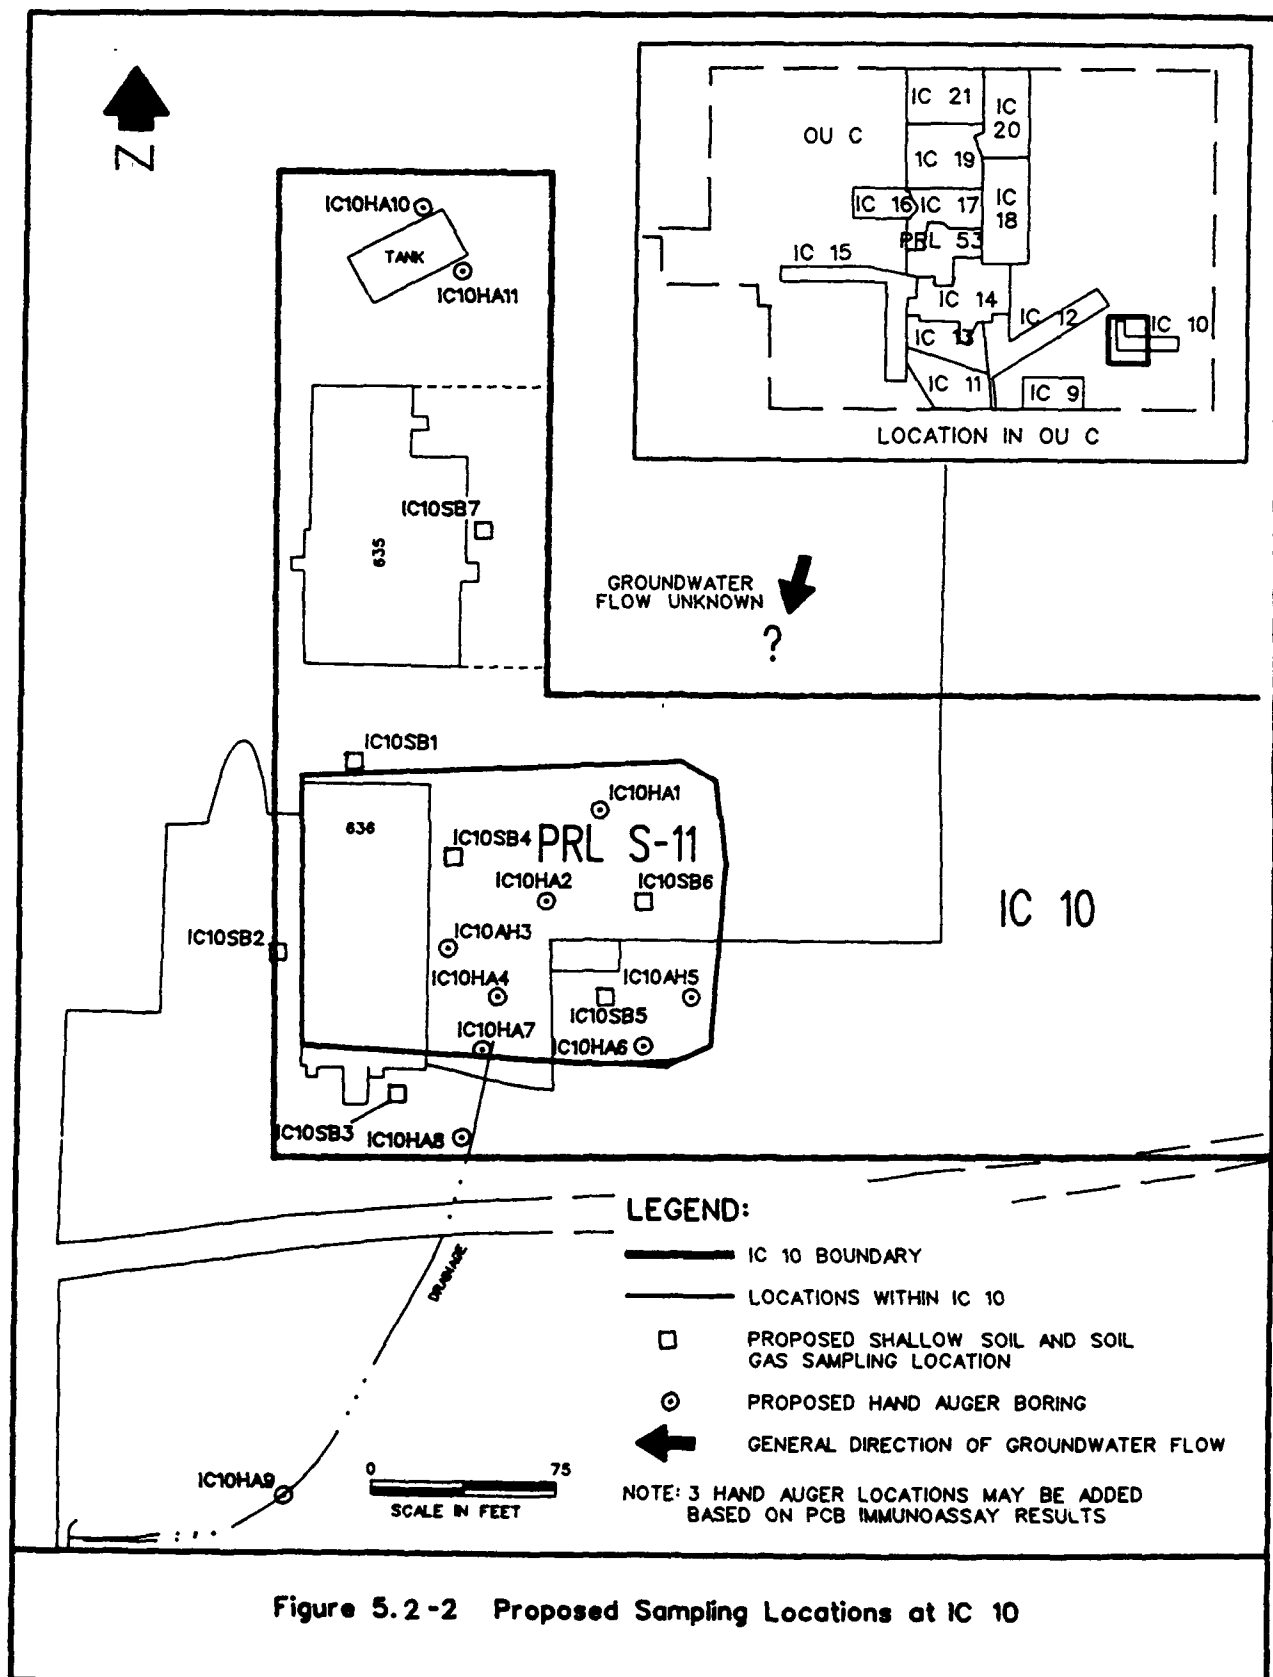 Z
IC 21
IC
20
OU C
1C 19
IC 16
IC 17
IC
18
PRL 53
IC 15
IC 14
IC 12
IC 10
IC 13
IC 11
IC 9
LOCATION IN OU C
IC10HA10
TANK
IC10HA11
IC10SB7
635
GROUNDWATER
FLOW UNKNOWN
?
IC10SB1
IC10HA1
636
IC10SB4
PRL S-11
IC10HA2
IC10SB6
IC 10
IC10SB2
IC10AH3
IC10HA4
IC10AH5
IC10SB5
IC10HA7
IC10HA6
IC10SB3
IC10HA8
DRAINAGE
IC10HA9
LEGEND:
IC 10 BOUNDARY
LOCATIONS WITHIN IC 10
PROPOSED SHALLOW SOIL AND SOIL
GAS SAMPLING LOCATION
PROPOSED HAND AUGER BORING
GENERAL DIRECTION OF GROUNDWATER FLOW
0 75
SCALE IN FEET
NOTE: 3 HAND AUGER LOCATIONS MAY BE ADDED
BASED ON PCB IMMUNOASSAY RESULTS
Figure 5.2-2 Proposed Sampling Locations at IC 10